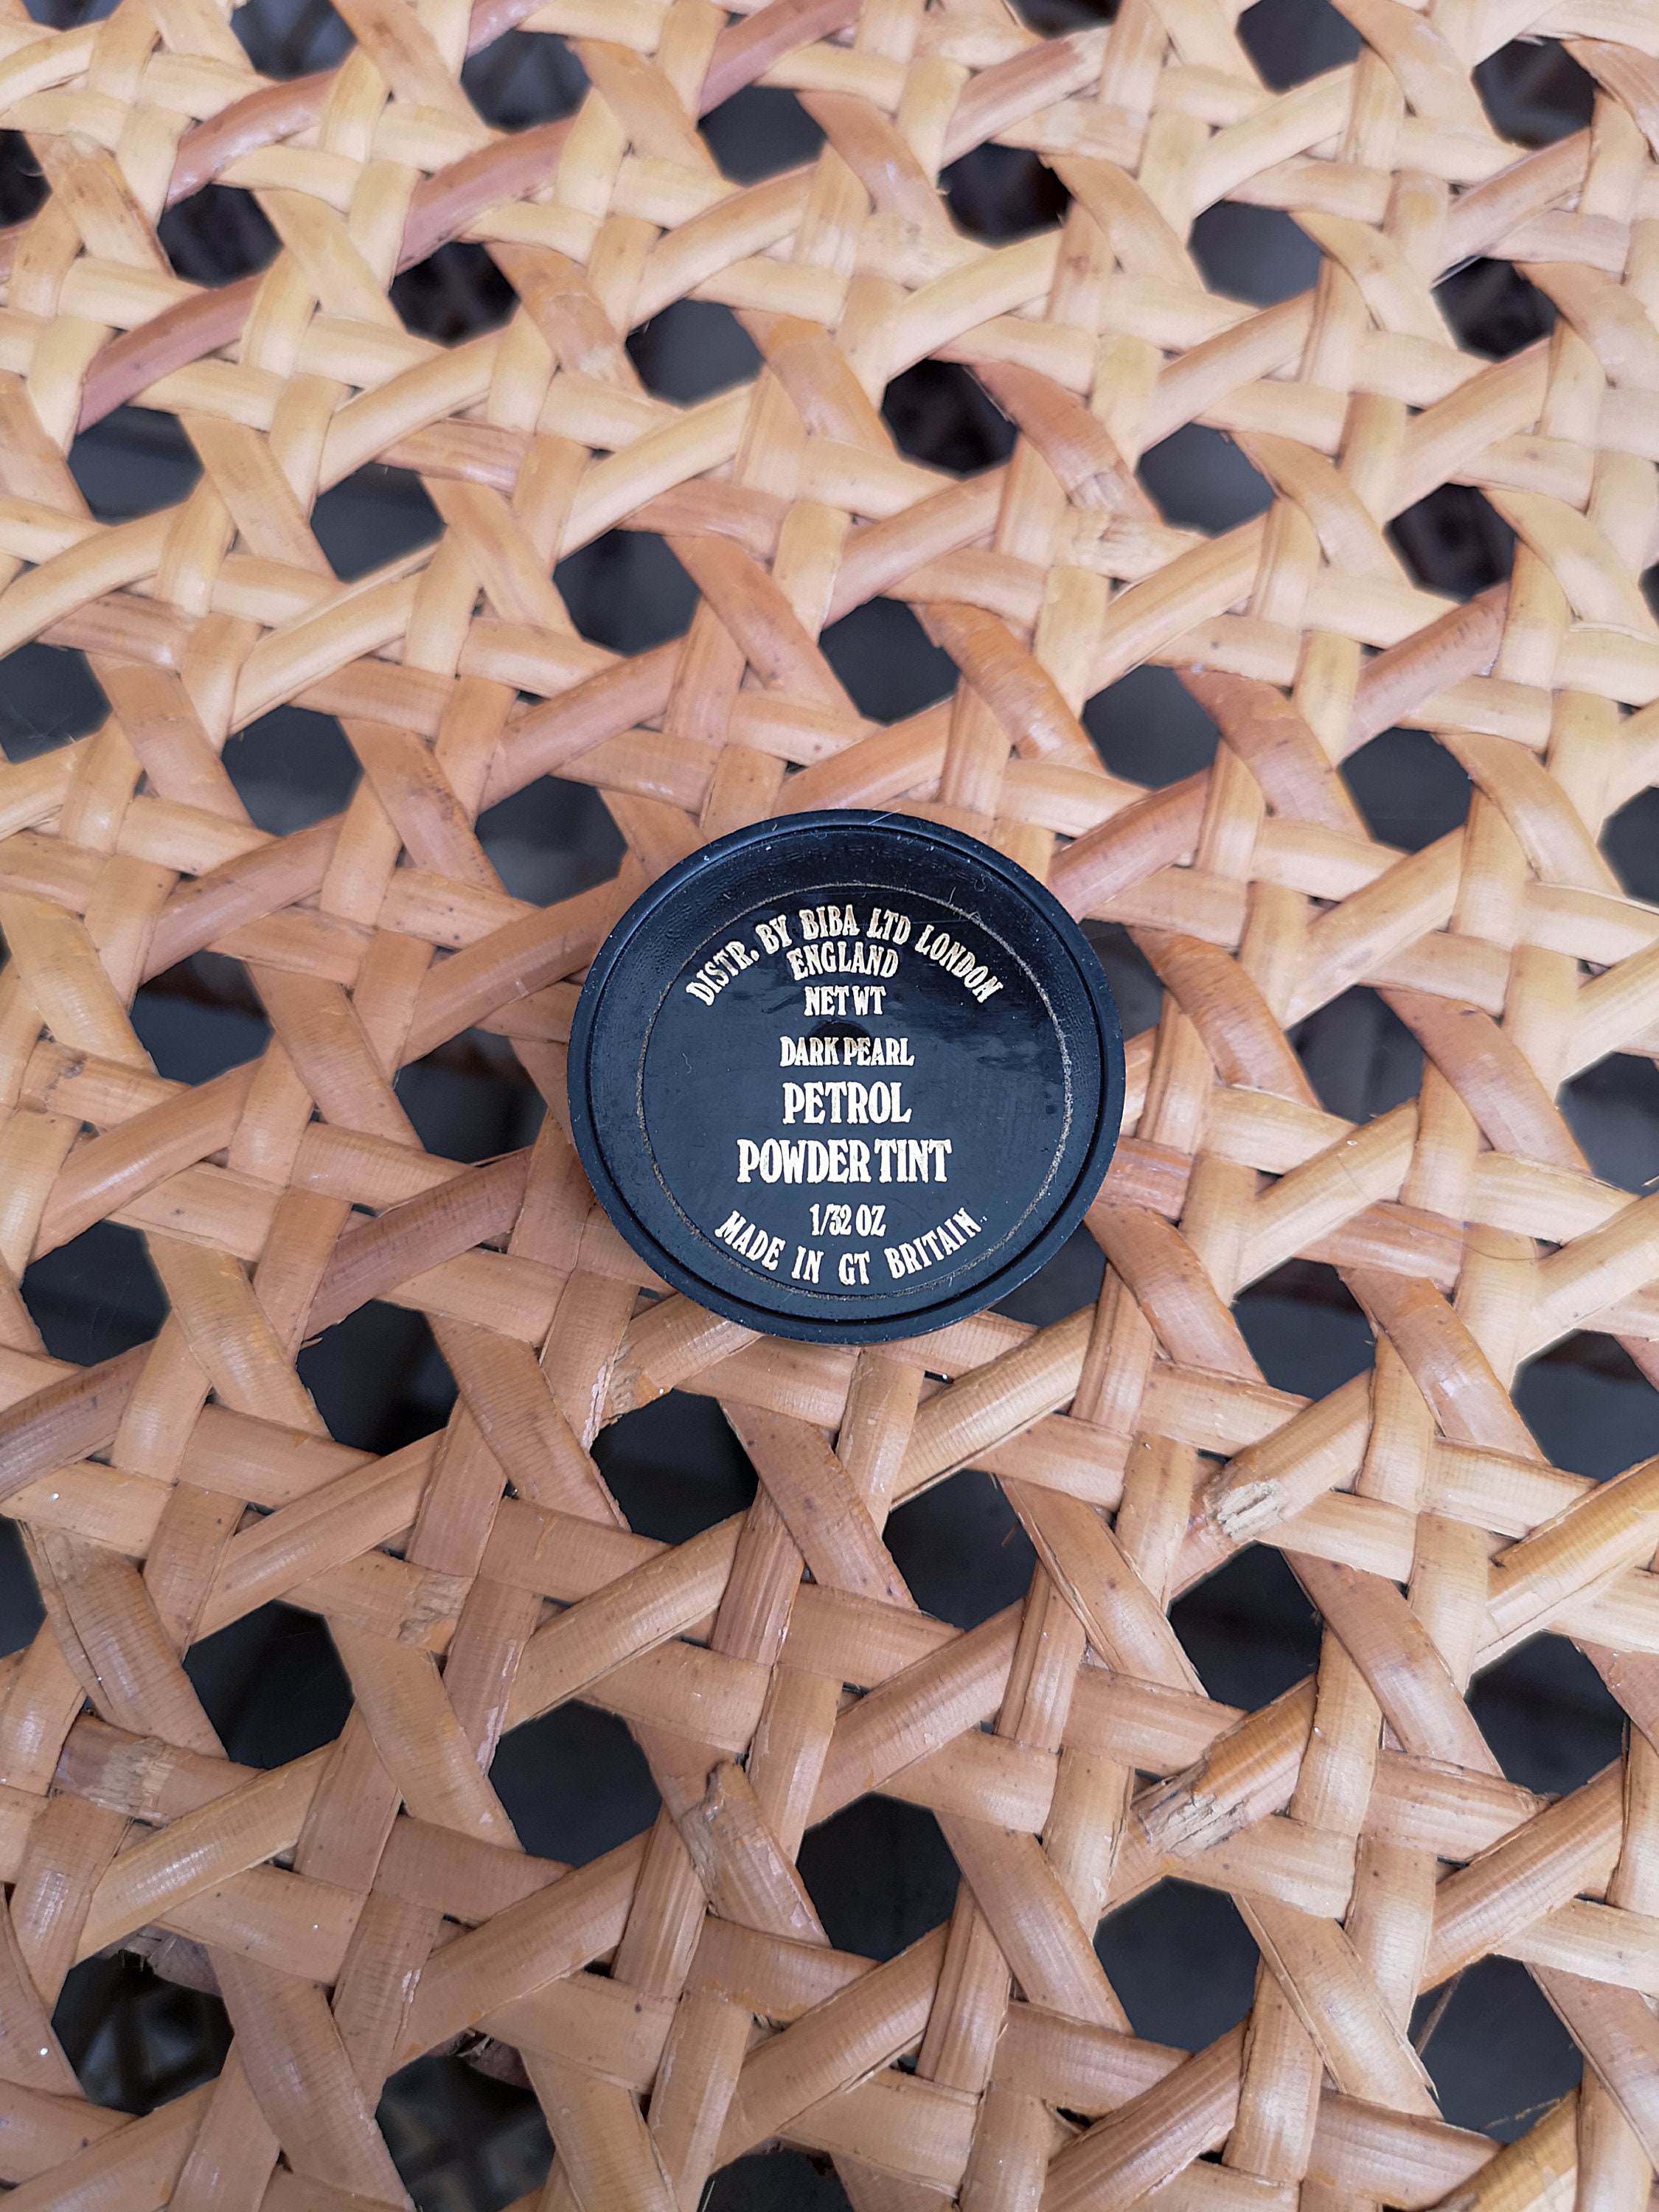 DISTR. BY BIBA LTD LONDON
ENGLAND
NET WT
DARK PEARL
PETROL
POWDER TINT
1/32 OZ
MADE IN GT BRITAIN